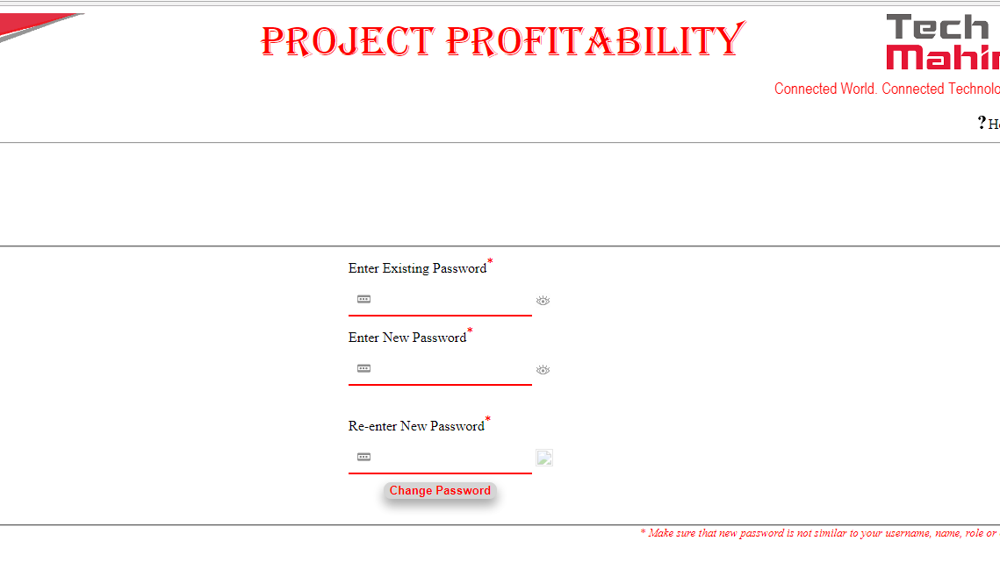 PROJECT PROFITABILITY
Tech
Mahin
Connected World. Connected Technolo
? He
Enter Existing Password*
Enter New Password*
Re-enter New Password*
Change Password
* Make sure that new password is not similar to your username, name, role or